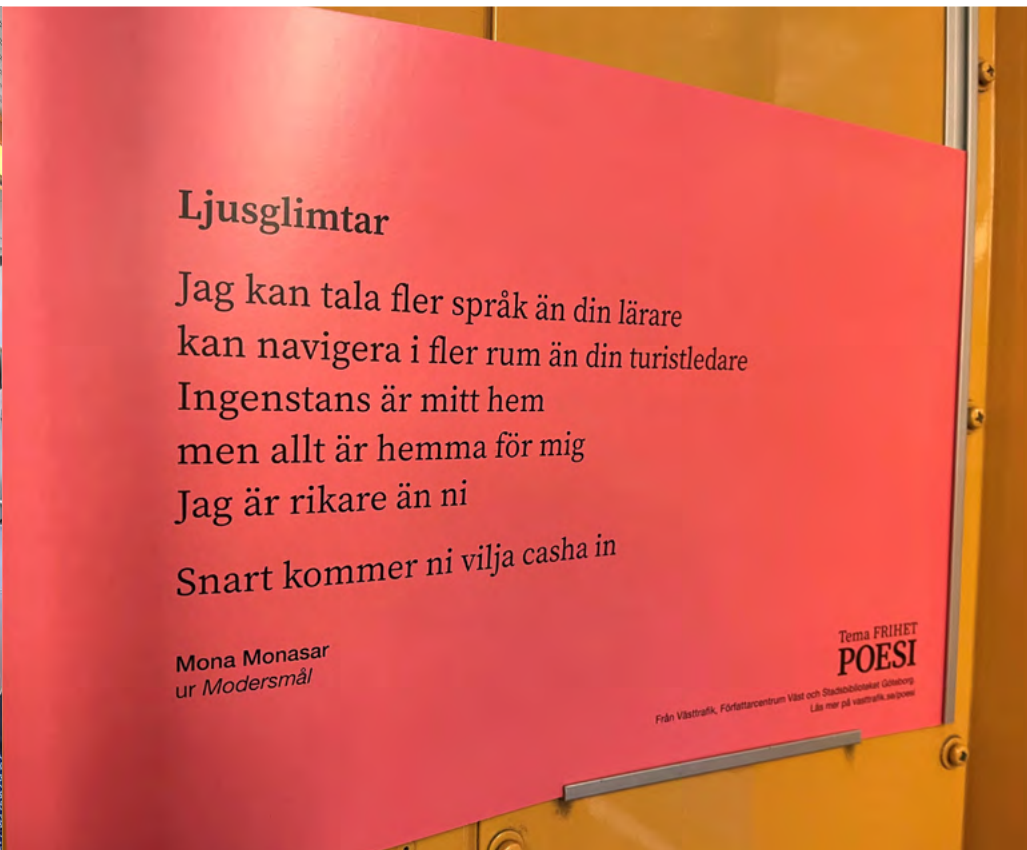 Ljusglimtar
Jag kan tala fler språk än din lärare
kan navigera i fler rum än din turistledare
Ingenstans är mitt hem
men allt är hemma för mig
Jag är rikare än ni
Snart kommer ni vilja casha in
Mona Monasar
ur Modersmål
Tema FRIHET
POESI
Från Västtrafik, Författarcentrum Väst och Stadsbiblioteket Göteborg.
Läs mer på vasttrafik.se/poesi